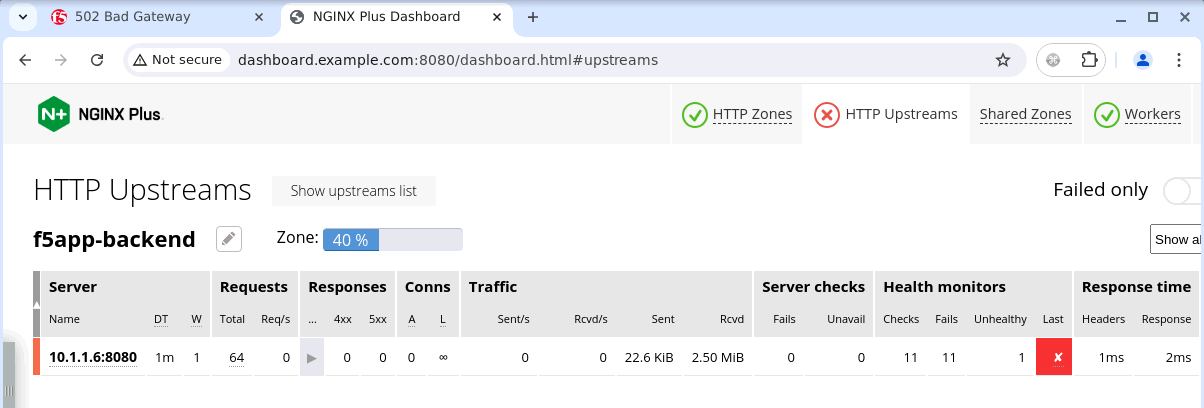 502 Bad Gateway
NGINX Plus Dashboard
Not secure
dashboard.example.com:8080/dashboard.html#upstreams
N+ NGINX Plus
HTTP Zones
HTTP Upstreams
Shared Zones
Workers
HTTP Upstreams
Show upstreams list
Failed only
f5app-backend
Zone: 40 %
Show al
Server Requests Responses Conns Traffic Server checks Health monitors Response time
Name DT W Total Req/s ... 4xx 5xx A L Sent/s Rcvd/s Sent Rcvd Fails Unavail Checks Fails Unhealthy Last Headers Response
10.1.1.6:8080 1m 1 64 0 ▶ 0 0 0 ∞ 0 0 22.6 KiB 2.50 MiB 0 0 11 11 1 ✘ 1ms 2ms